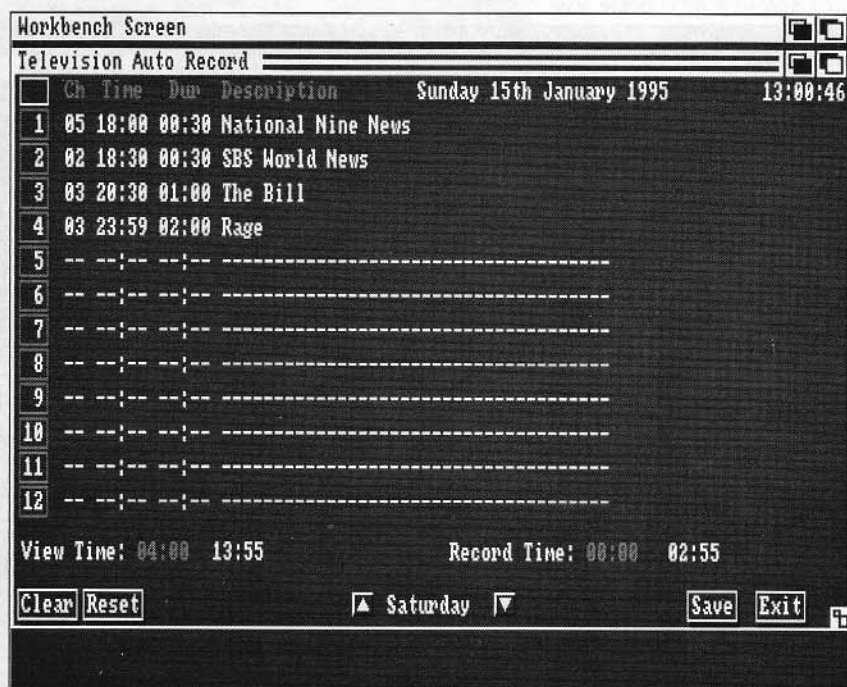 Workbench Screen
Television Auto Record
Ch Time Dur Description Sunday 15th January 1995 13:00:46
1 05 18:00 00:30 National Nine News
2 02 18:30 00:30 SBS World News
3 03 20:30 01:00 The Bill
4 03 23:59 02:00 Rage
5 -- --:-- --:-- -------------------------------------
6 -- --:-- --:-- -------------------------------------
7 -- --:-- --:-- -------------------------------------
8 -- --:-- --:-- -------------------------------------
9 -- --:-- --:-- -------------------------------------
10 -- --:-- --:-- -------------------------------------
11 -- --:-- --:-- -------------------------------------
12 -- --:-- --:-- -------------------------------------
View Time: 04:00 13:55 Record Time: 00:00 02:55
Clear Reset Saturday Save Exit